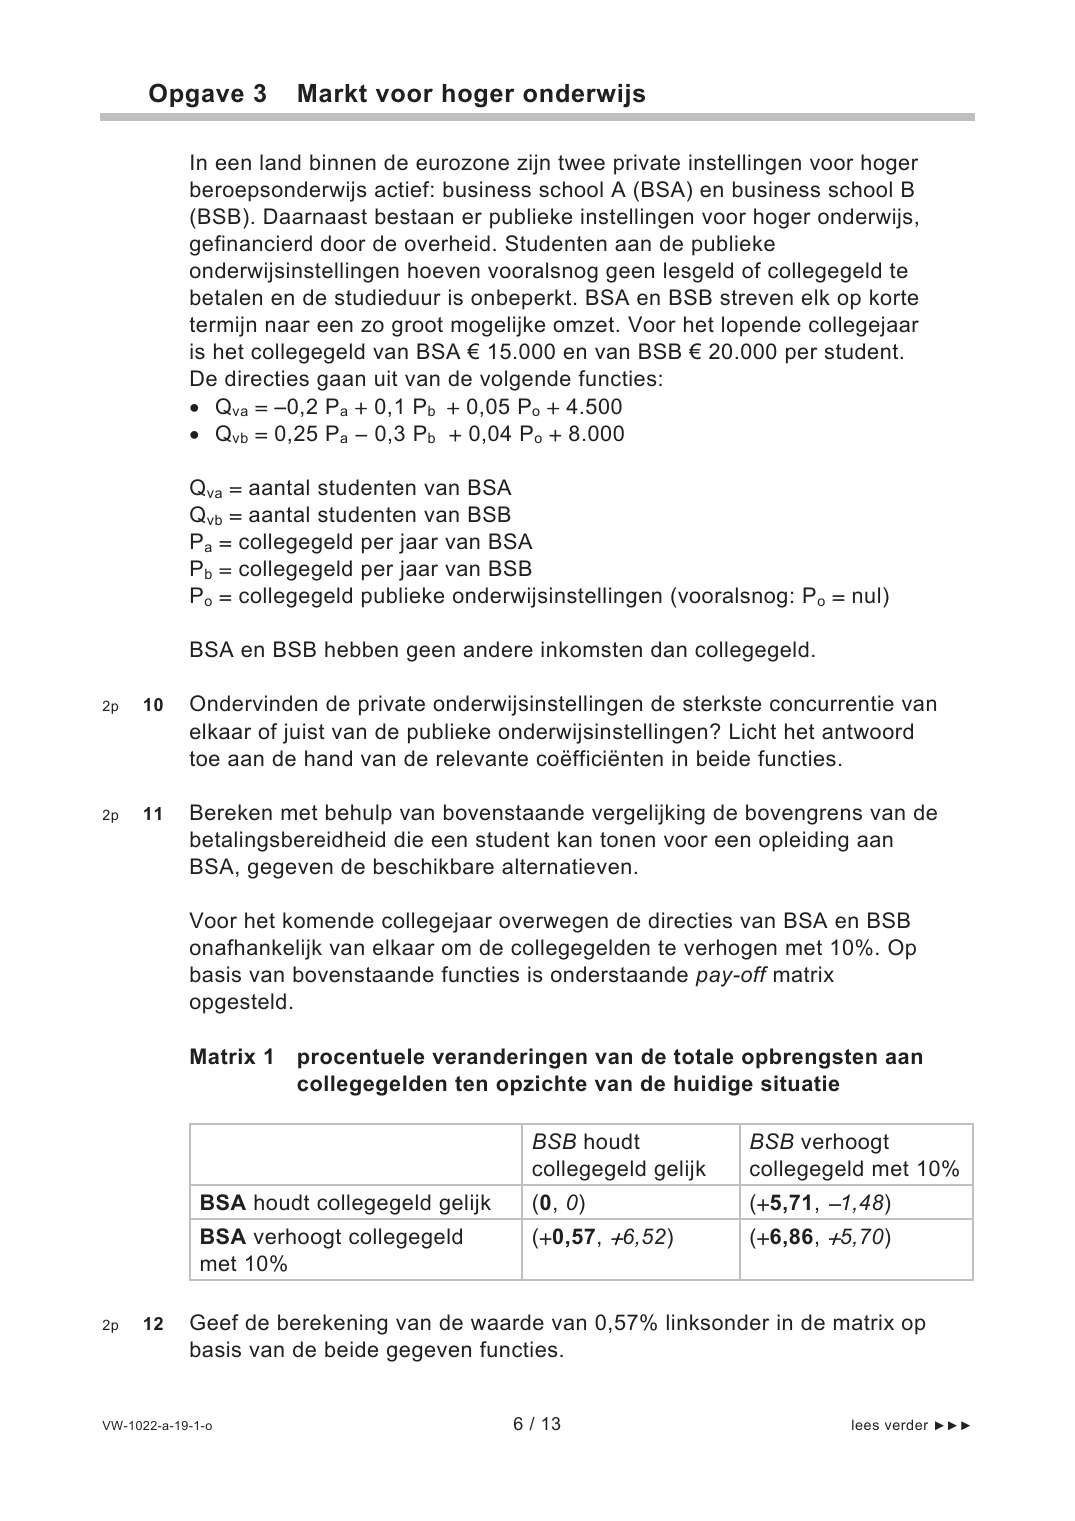 Opgave 3 Markt voor hoger onderwijs
In een land binnen de eurozone zijn twee private instellingen voor hoger
beroepsonderwijs actief: business school A (BSA) en business school B
(BSB). Daarnaast bestaan er publieke instellingen voor hoger onderwijs,
gefinancierd door de overheid. Studenten aan de publieke
onderwijsinstellingen hoeven vooralsnog geen lesgeld of collegegeld te
betalen en de studieduur is onbeperkt. BSA en BSB streven elk op korte
termijn naar een zo groot mogelijke omzet. Voor het lopende collegejaar
is het collegegeld van BSA € 15.000 en van BSB € 20.000 per student.
De directies gaan uit van de volgende functies:
• Qva = –0,2 Pa + 0,1 Pb + 0,05 Po + 4.500
• Qvb = 0,25 Pa – 0,3 Pb + 0,04 Po + 8.000
Qva = aantal studenten van BSA
Qvb = aantal studenten van BSB
Pa = collegegeld per jaar van BSA
Pb = collegegeld per jaar van BSB
Po = collegegeld publieke onderwijsinstellingen (vooralsnog: Po = nul)
BSA en BSB hebben geen andere inkomsten dan collegegeld.
2p 10 Ondervinden de private onderwijsinstellingen de sterkste concurrentie van
elkaar of juist van de publieke onderwijsinstellingen? Licht het antwoord
toe aan de hand van de relevante coëfficiënten in beide functies.
2p 11 Bereken met behulp van bovenstaande vergelijking de bovengrens van de
betalingsbereidheid die een student kan tonen voor een opleiding aan
BSA, gegeven de beschikbare alternatieven.
Voor het komende collegejaar overwegen de directies van BSA en BSB
onafhankelijk van elkaar om de collegegelden te verhogen met 10%. Op
basis van bovenstaande functies is onderstaande pay-off matrix
opgesteld.
Matrix 1 procentuele veranderingen van de totale opbrengsten aan
collegegelden ten opzichte van de huidige situatie
BSB houdt
collegegeld gelijk
BSB verhoogt
collegegeld met 10%
BSA houdt collegegeld gelijk (0, 0) (+5,71, –1,48)
BSA verhoogt collegegeld
met 10%
(+0,57, +6,52) (+6,86, +5,70)
2p 12 Geef de berekening van de waarde van 0,57% linksonder in de matrix op
basis van de beide gegeven functies.
VW-1022-a-19-1-o 6 / 13 lees verder ►►►